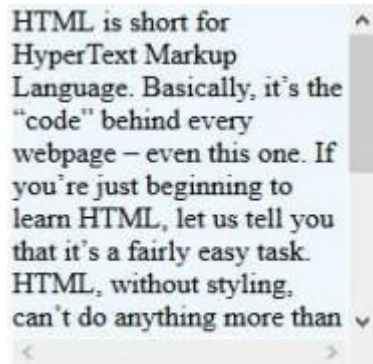 HTML is short for
HyperText Markup
Language. Basically, it's the
“code” behind every
webpage – even this one. If
you're just beginning to
learn HTML, let us tell you
that it's a fairly easy task.
HTML, without styling,
can't do anything more than